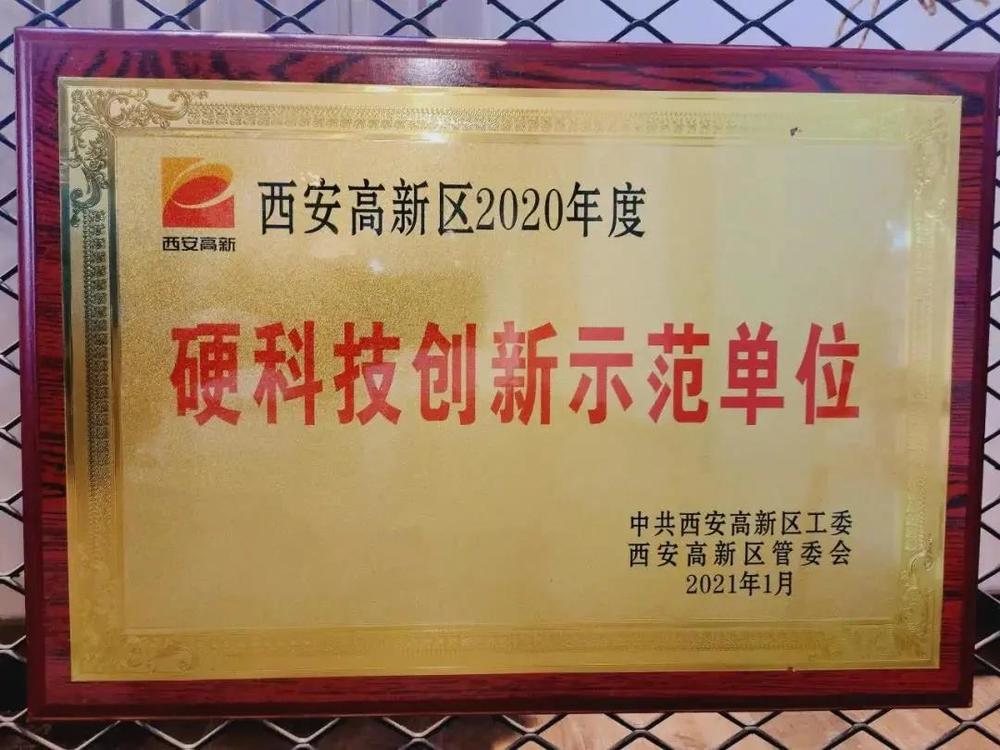 西安高新
西安高新区2020年度
硬科技创新示范单位
中共西安高新区工委
西安高新区管委会
2021年1月